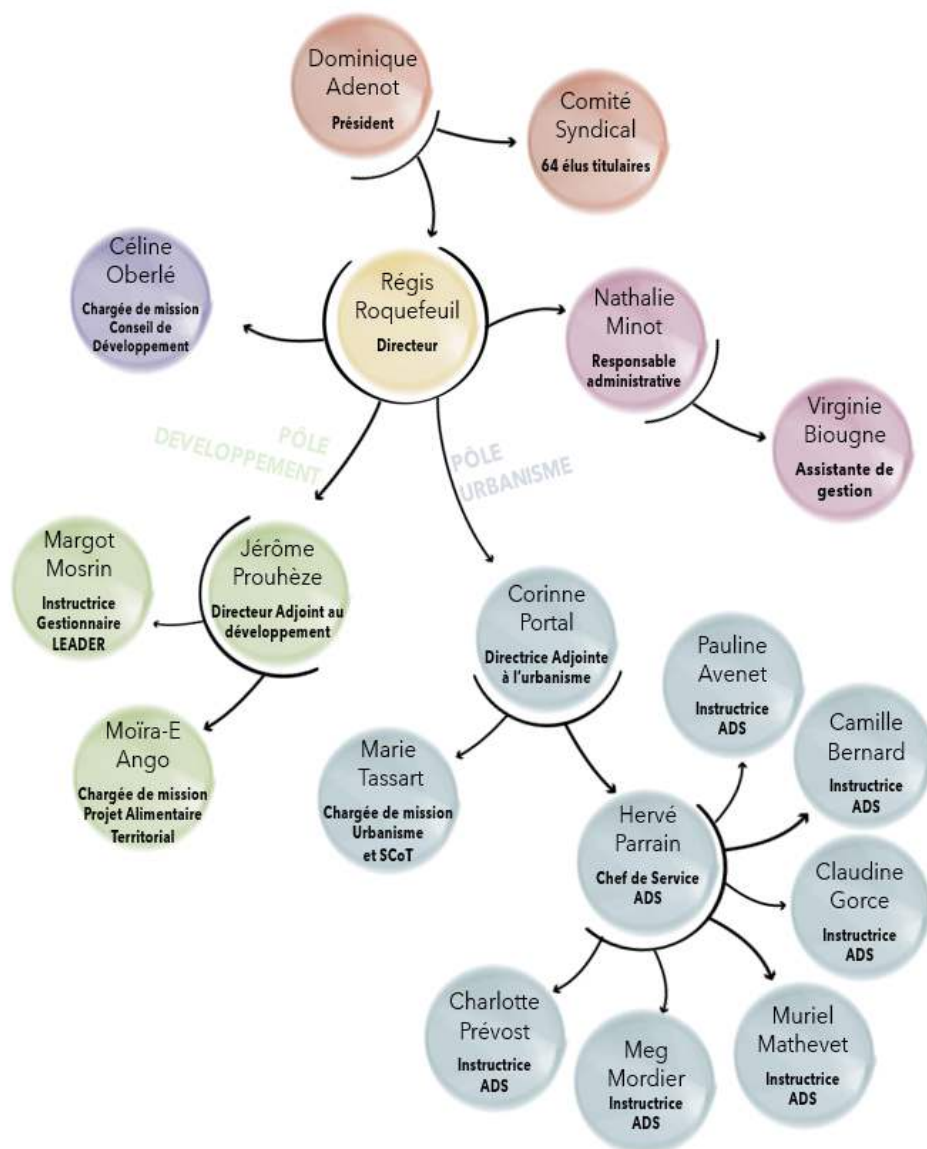 Dominique
Adenot
Président
Comité
Syndical
64 élus titulaires
Céline
Oberlé
Chargée de mission
Conseil de
Développement
Régis
Roquefeuil
Directeur
Nathalie
Minot
Responsable
administrative
Virginie
Biougne
Assistante de
gestion
PÔLE
DEVELOPPEMENT
PÔLE
URBANISME
Margot
Mosrin
Instructrice
Gestionnaire
LEADER
Jérôme
Prouhèze
Directeur Adjoint au
développement
Moïra-E
Ango
Chargée de mission
Projet Alimentaire
Territorial
Corinne
Portal
Directrice Adjointe
à l'urbanisme
Marie
Tassart
Chargée de mission
Urbanisme
et SCoT
Hervé
Parrain
Chef de Service
ADS
Pauline
Avenet
Instructrice
ADS
Camille
Bernard
Instructrice
ADS
Claudine
Gorce
Instructrice
ADS
Muriel
Mathevet
Instructrice
ADS
Meg
Mordier
Instructrice
ADS
Charlotte
Prévost
Instructrice
ADS